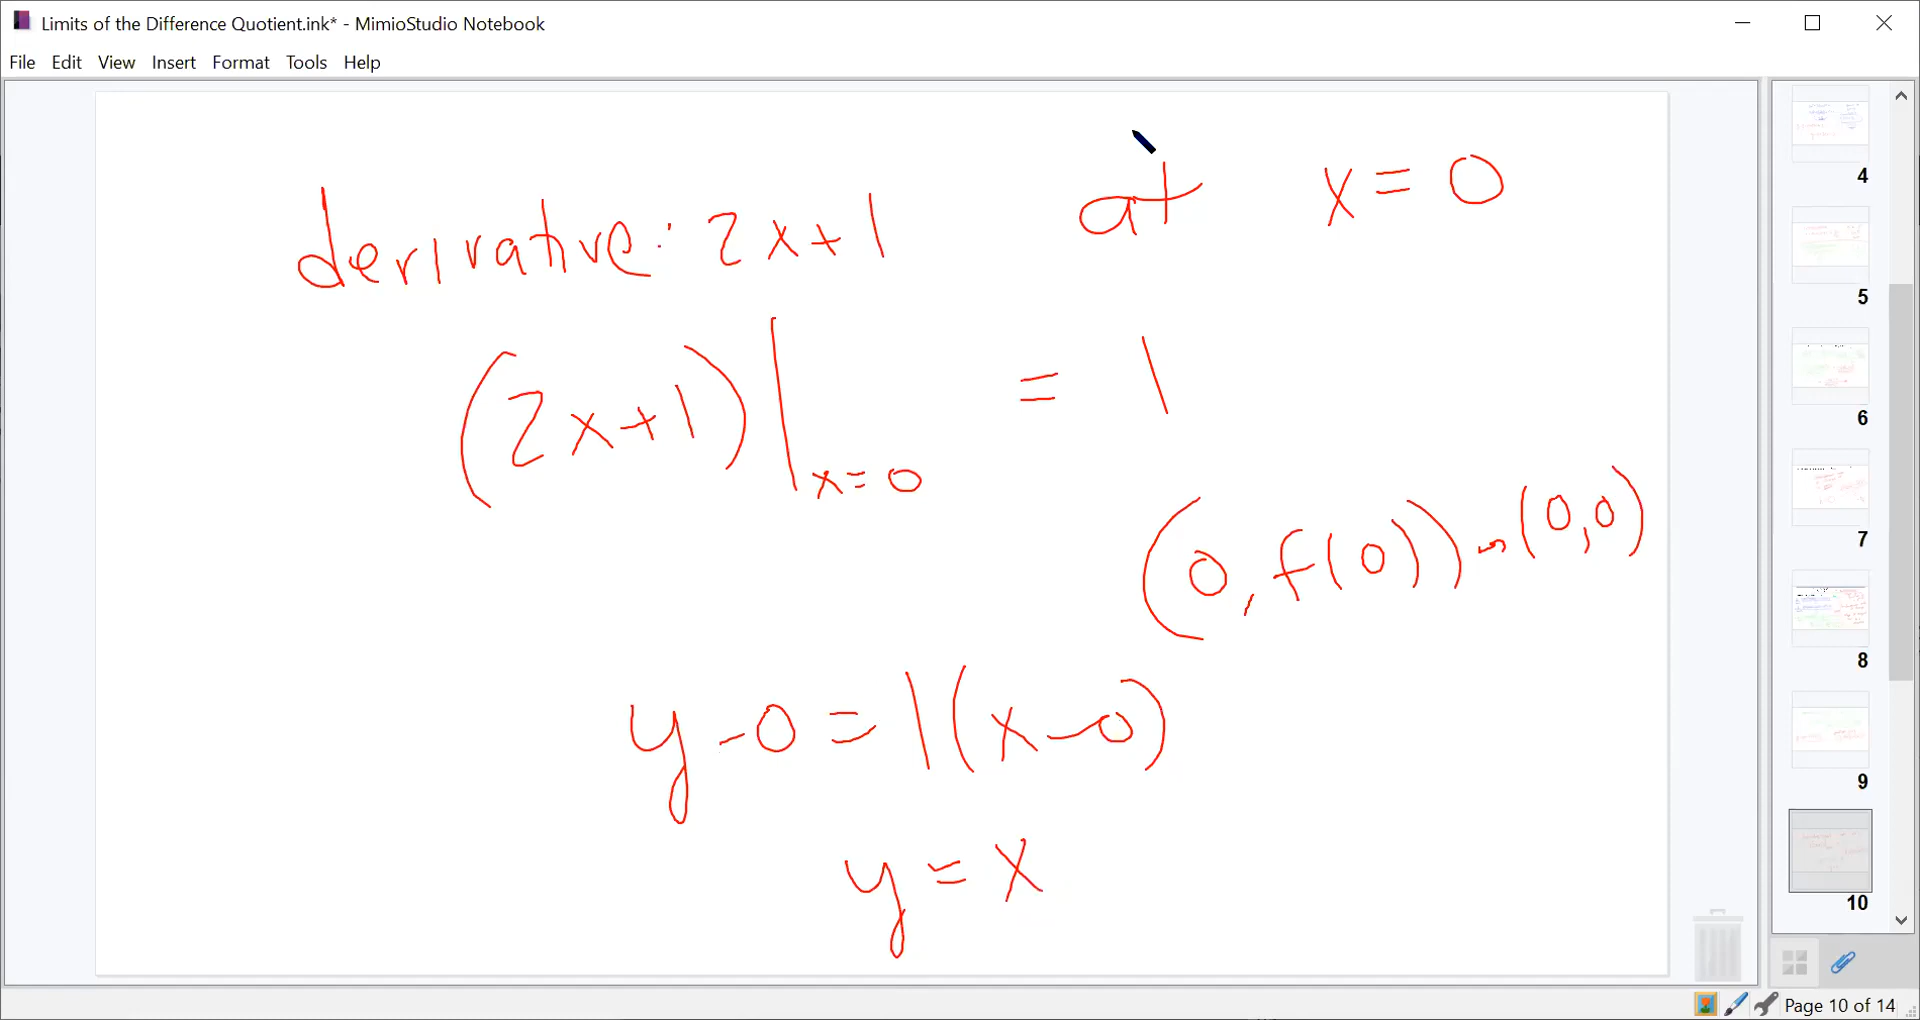 Limits of the Difference Quotient.ink* - MimioStudio Notebook
File Edit View Insert Format Tools Help
derivative: 2x+1 at x=0
(2x+1)|x=0 = 1
(0, f(0)) → (0,0)
y-0=1(x-0)
y=x
4
5
6
7
8
9
10
Page 10 of 14